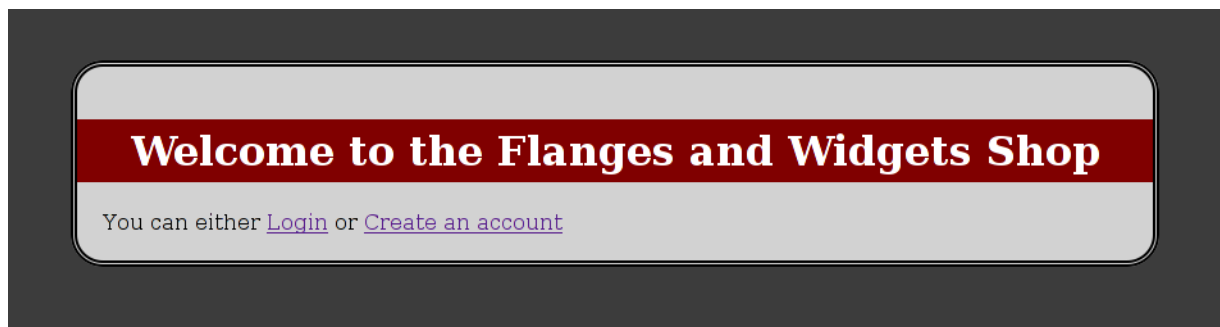 Welcome to the Flanges and Widgets Shop
You can either Login or Create an account